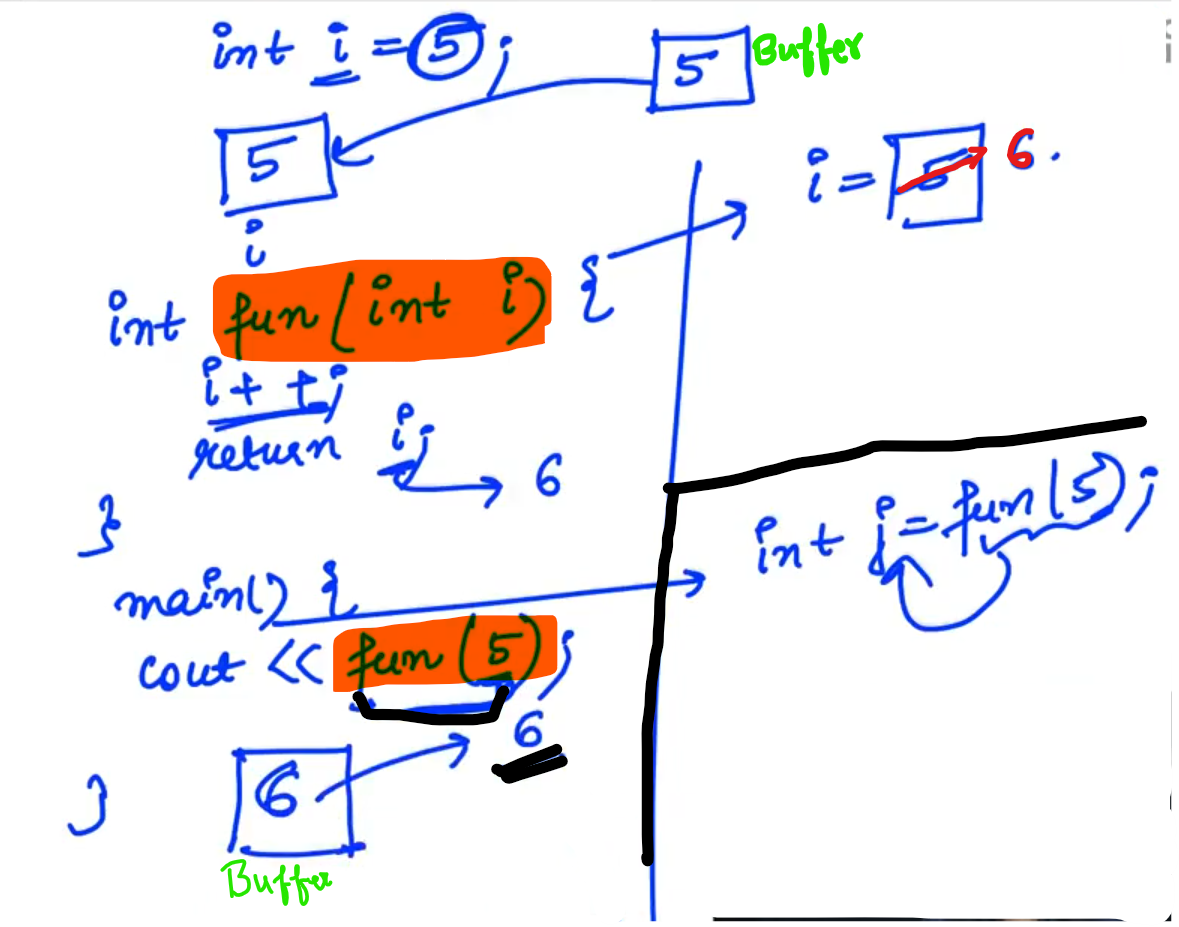 int i = 5;
5 Buffer
5
i
i = 5 6.
int fun(int i) {
i++;
return i;
6
}
int j = fun(5);
main() {
cout << fun(5);
6
6
}
Buffer